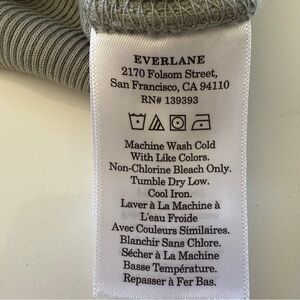 EVERLANE
2170 Folsom Street,
San Francisco, CA 94110
RN# 139393
Machine Wash Cold
With Like Colors.
Non-Chlorine Bleach Only.
Tumble Dry Low.
Cool Iron.
Laver à La Machine à
L'eau Froide
Avec Couleurs Similaires.
Blanchir Sans Chlore.
Sécher à La Machine
Basse Température.
Repasser à Fer Bas.